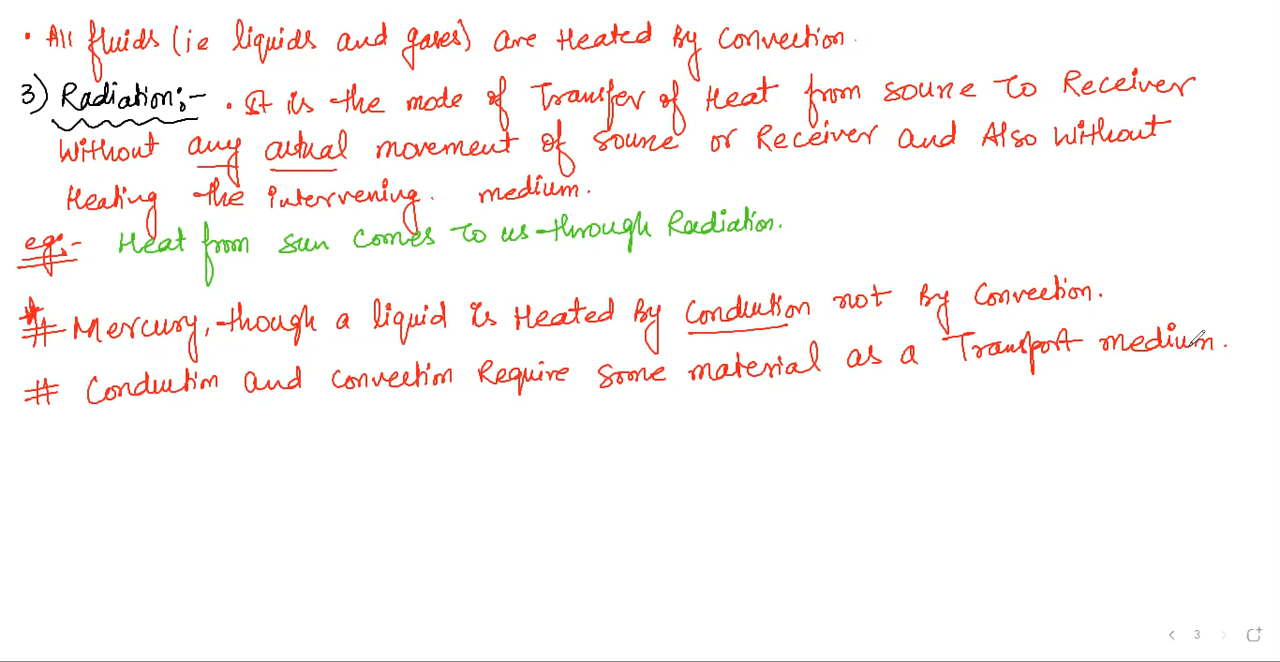 • All fluids (ie liquids and gases) are Heated By Convection.
3) Radiation:- • It is the mode of Transfer of Heat from source to Receiver
Without any actual movement of source or Receiver and Also Without
Heating the intervening. medium.
eg:- Heat from sun comes to us through Radiation.
# Mercury, though a liquid is Heated By Conduction not By Convection.
# Conduction and Convection Require some material as a Transport medium.
< 3 >